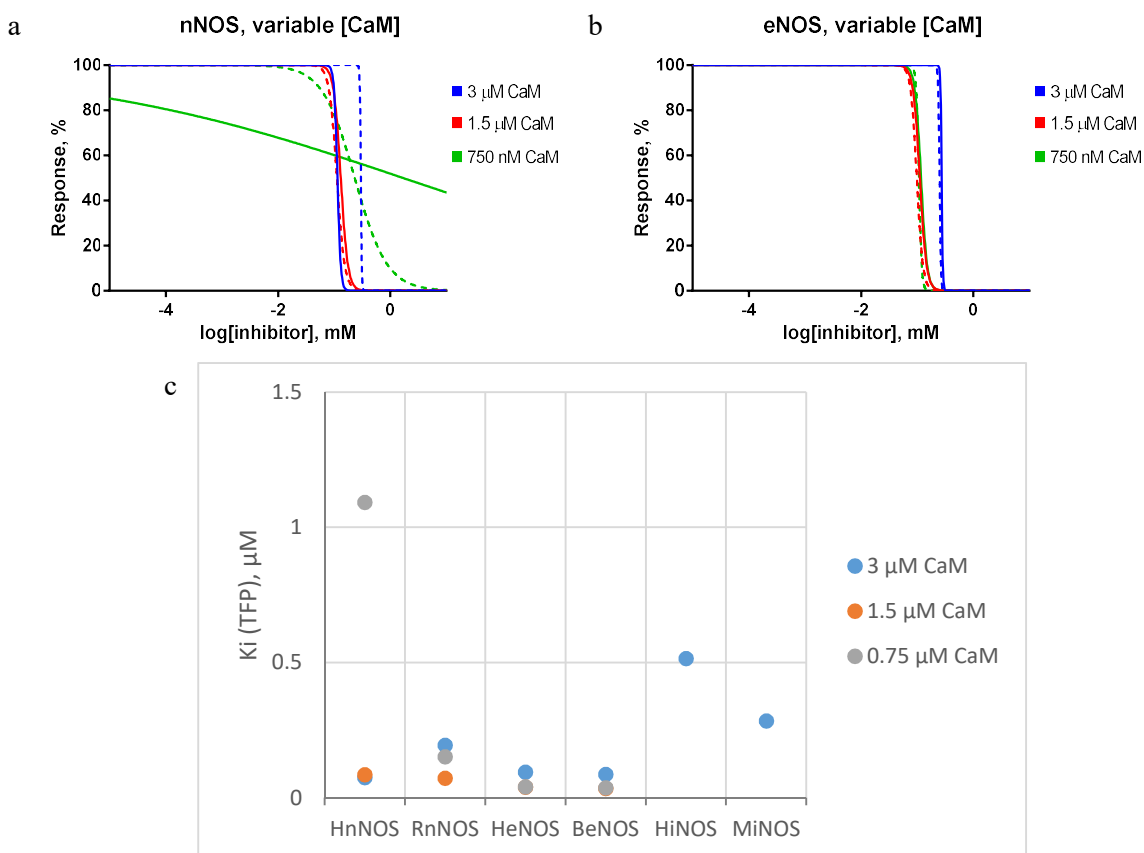 a
nNOS, variable [CaM]
Response, %
100
80
60
40
20
0
-4
-2
0
log[inhibitor], mM
3 μM CaM
1.5 μM CaM
750 nM CaM
b
eNOS, variable [CaM]
Response, %
100
80
60
40
20
0
-4
-2
0
log[inhibitor], mM
3 μM CaM
1.5 μM CaM
750 nM CaM
c
Ki (TFP), μM
1.5
1
0.5
0
HnNOS RnNOS HeNOS BeNOS HiNOS MiNOS
3 μM CaM
1.5 μM CaM
0.75 μM CaM